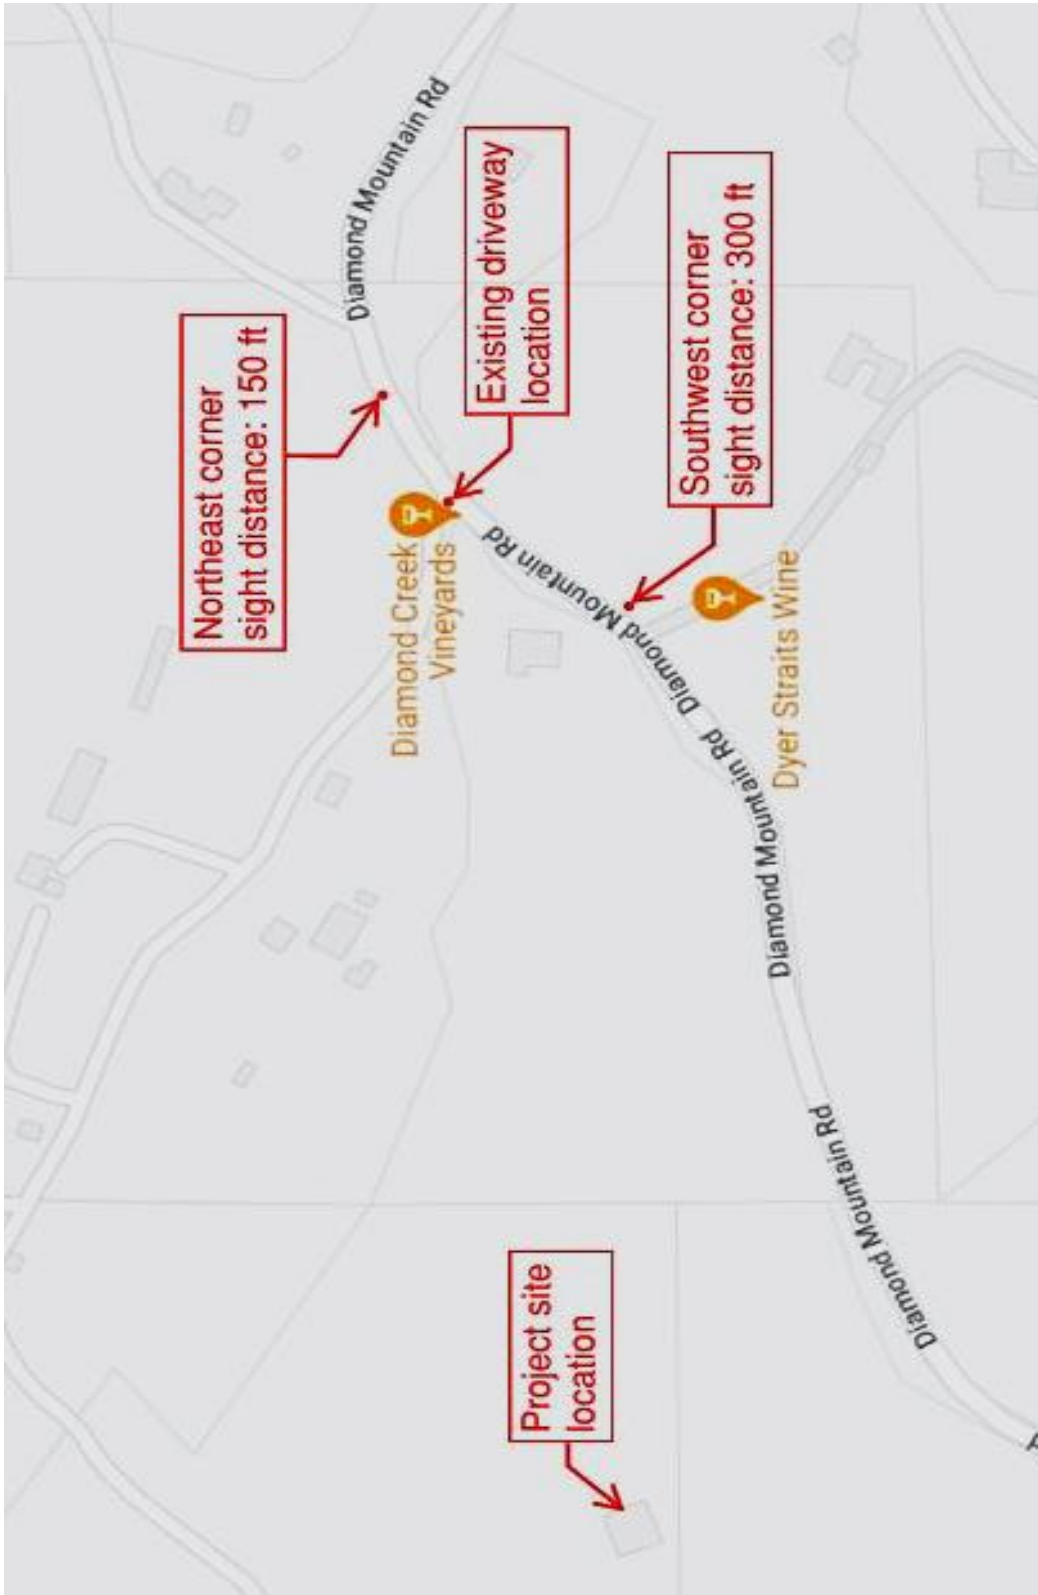 Northeast corner
sight distance: 150 ft
Diamond Mountain Rd
Existing driveway
location
Southwest corner
sight distance: 300 ft
Diamond Creek
Vineyards
Diamond Mountain Rd
Diamond Mountain Rd
Dyer Straits Wine
Diamond Mountain Rd
Diamond Mountain Rd
Project site
location